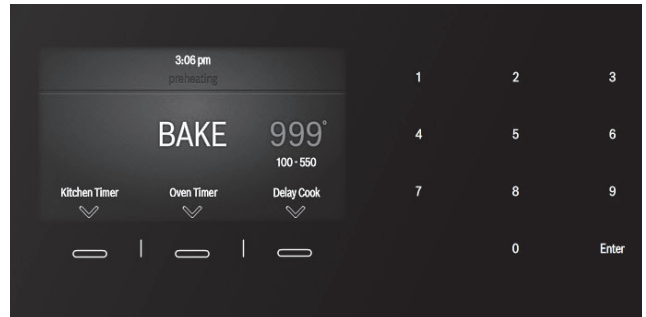 3:06 pm
preheating
BAKE 999°
100 - 550
Kitchen Timer Oven Timer Delay Cook
1 2 3
4 5 6
7 8 9
0 Enter